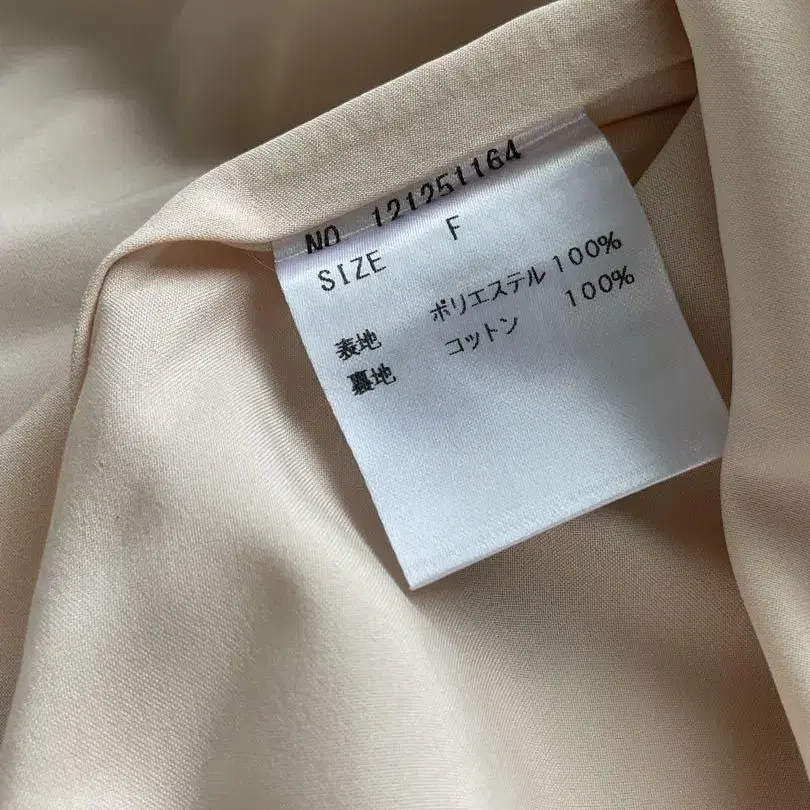 NO 121251164
SIZE F
表地 ポリエステル 100%
裏地 コットン 100%